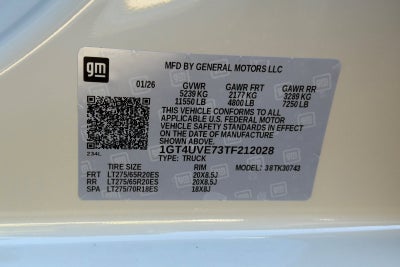 gm
MFD BY GENERAL MOTORS LLC
01/26 GVWR GAWR FRT GAWR RR
5239 KG 2177 KG 3289 KG
11550 LB 4800 LB 7250 LB
THIS VEHICLE CONFORMS TO ALL
APPLICABLE U.S. FEDERAL MOTOR
VEHICLE SAFETY STANDARDS IN EFFECT
ON THE DATE OF MANUFACTURE
SHOWN ABOVE.
1GT4UVE73TF212028
TYPE: TRUCK
234L
TIRE SIZE RIM MODEL: 38TK30743
FRT LT275/65R20ES 20X8.5J
RR LT275/65R20ES 20X8.5J
SPA LT275/70R18ES 18X8J